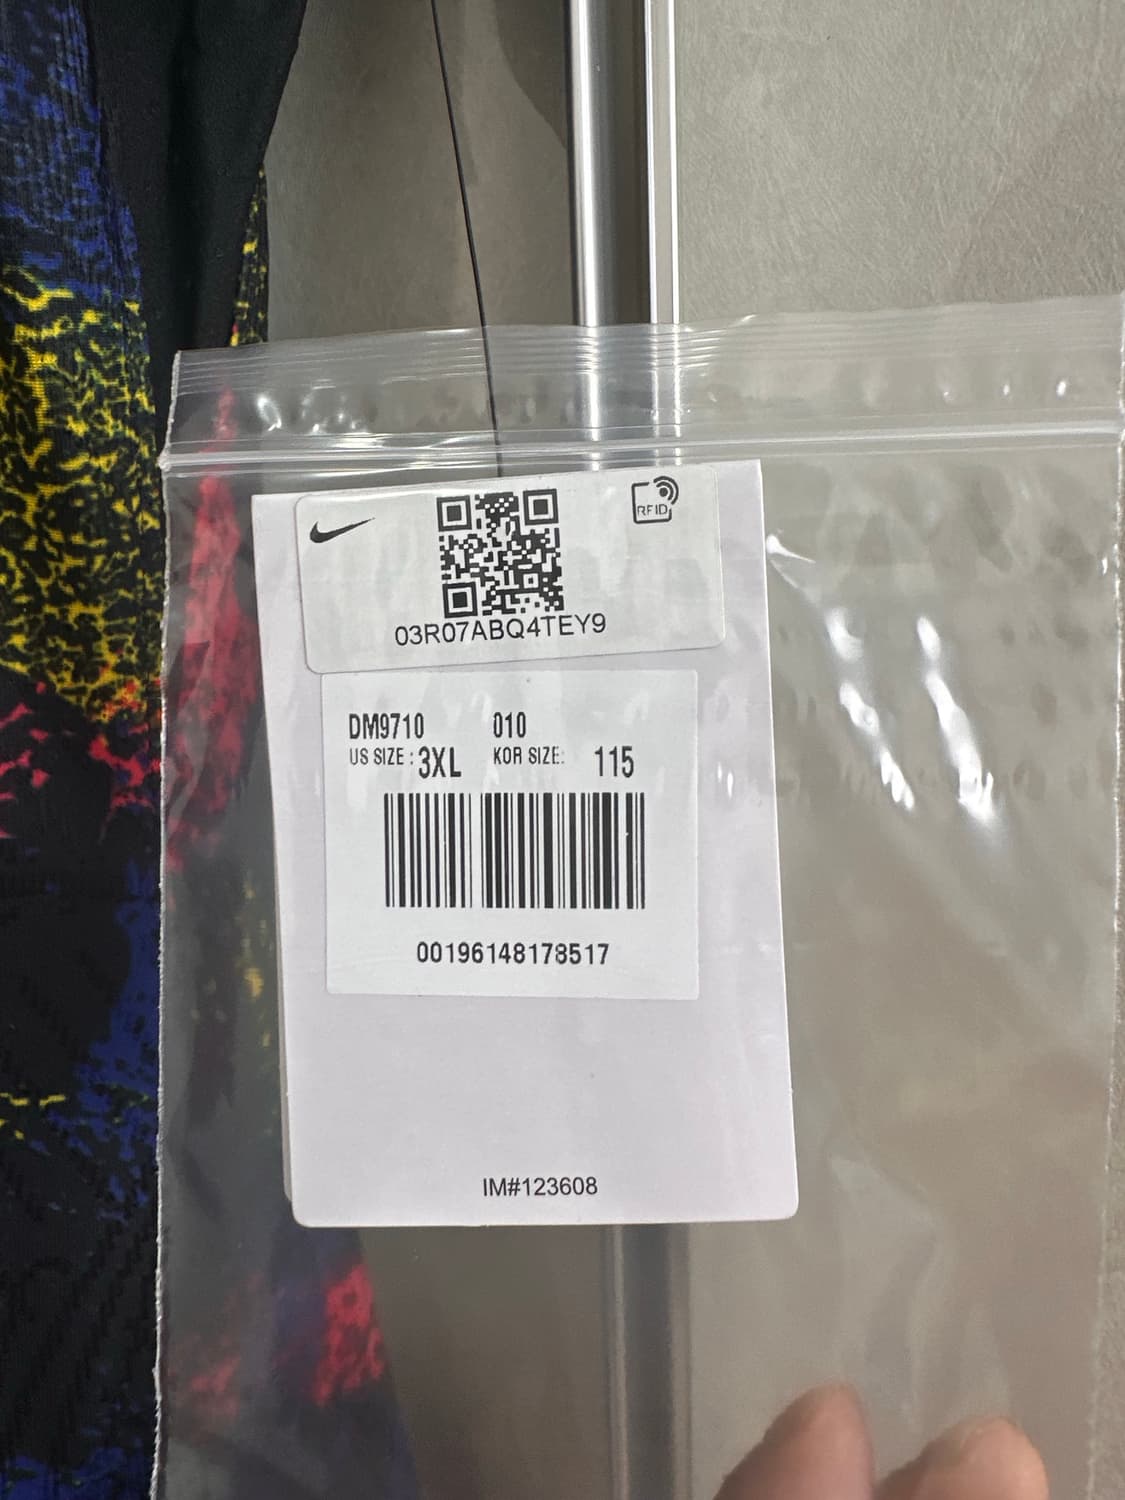 RFID
03R07ABQ4TEY9
DM9710 010
US SIZE : 3XL KOR SIZE: 115
00196148178517
IM#123608